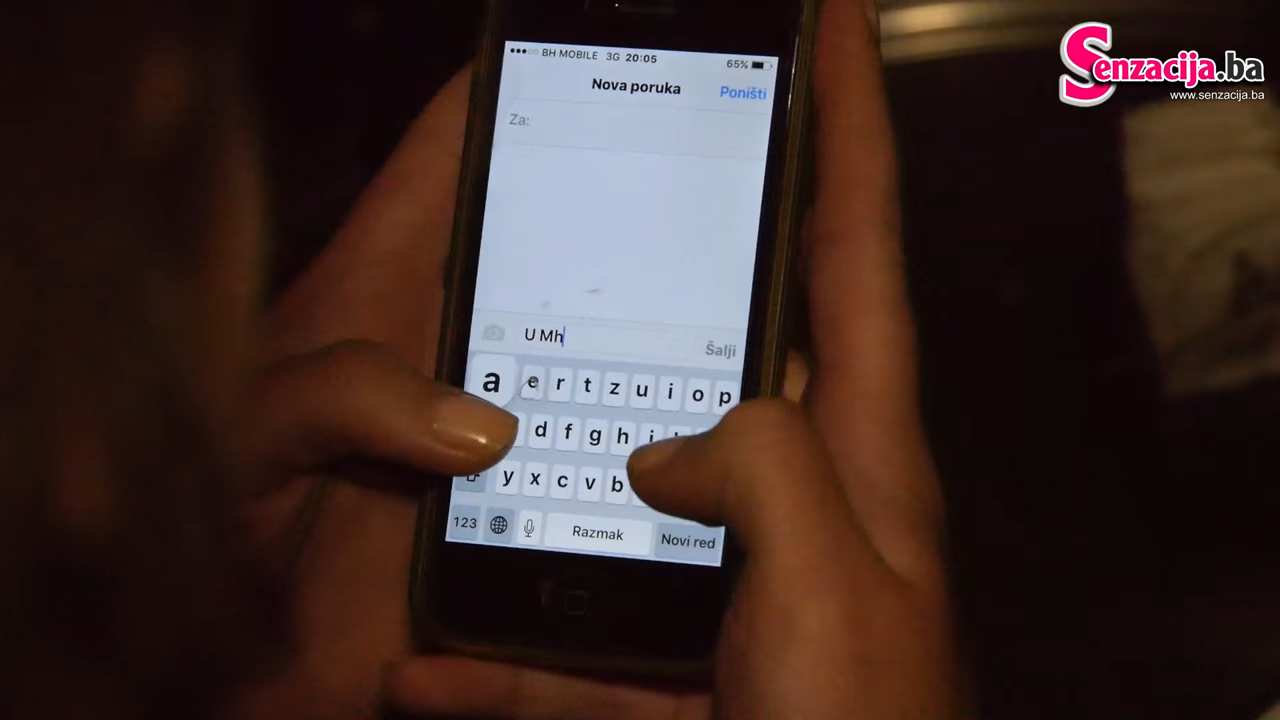 BH MOBILE 3G 20:05 65%
Nova poruka Poništi
Za:
U Mh
Šalji
a e r t z u i o p
d f g h
y x c v b
123 Razmak Novi red
Senzacija.ba
www.senzacija.ba